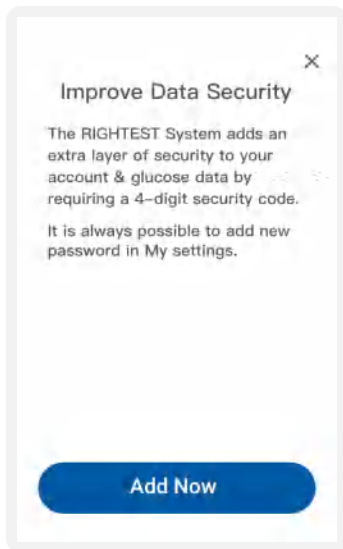 Improve Data Security
The RIGHTEST System adds an
extra layer of security to your
account & glucose data by
requiring a 4-digit security code.
It is always possible to add new
password in My settings.
Add Now